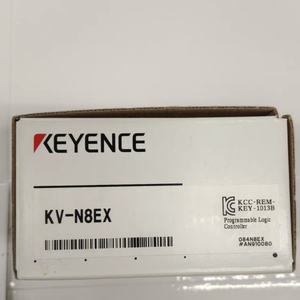 KEYENCE
KV-N8EX
KCC-REM-
KEY-1013B
Programmable Logic
Controller
084N8EX
#AN910080